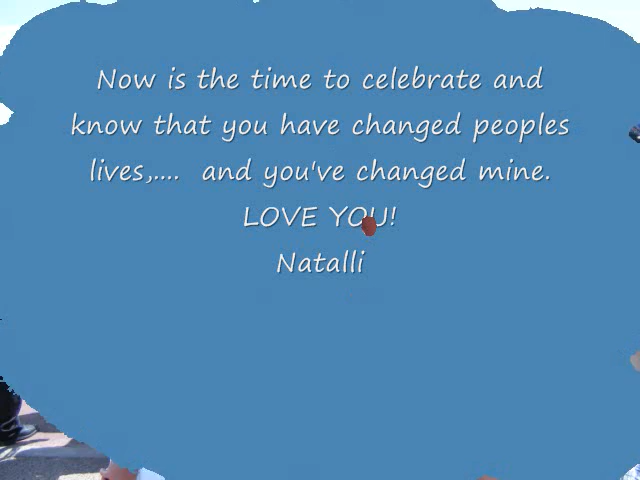 Now is the time to celebrate and
know that you have changed peoples
lives,.... and you've changed mine.
LOVE YOU!
Natalli